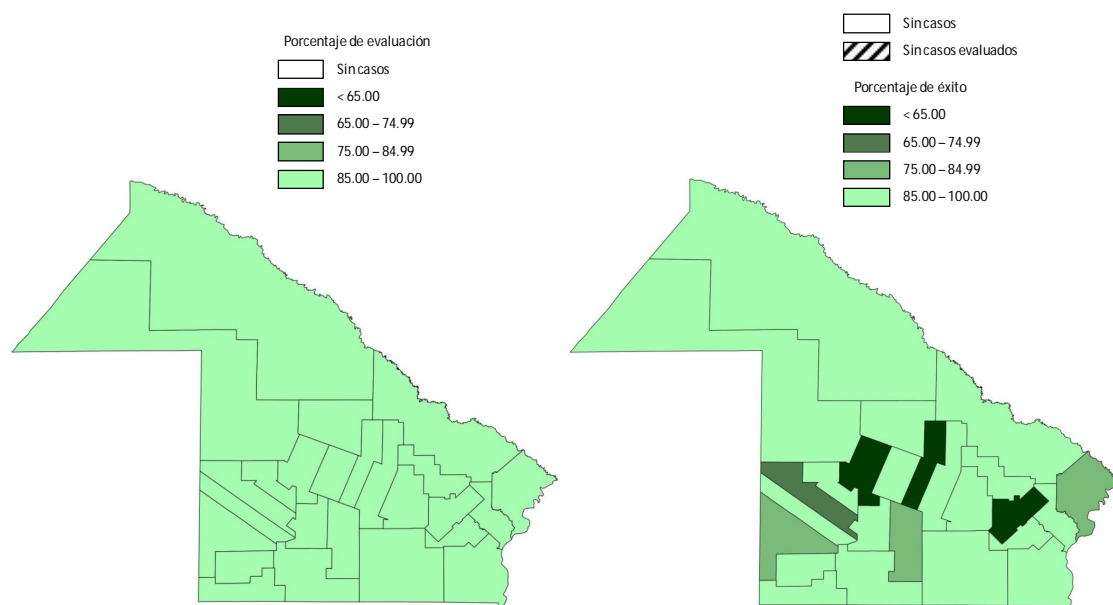 Porcentaje de evaluación
Sin casos
< 65.00
65.00 – 74.99
75.00 – 84.99
85.00 – 100.00
Sin casos
Sin casos evaluados
Porcentaje de éxito
< 65.00
65.00 – 74.99
75.00 – 84.99
85.00 – 100.00